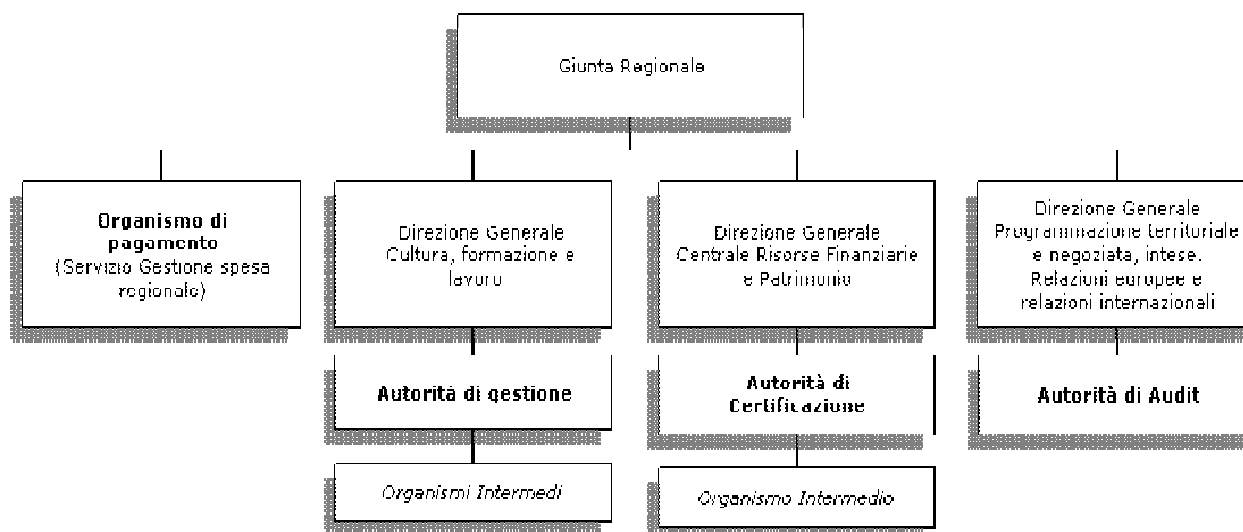 Giunta Regionale
Organismo di
pagamento
(Servizio Gestione spesa
regionale)
Direzione Generale
Cultura, formazione e
lavoro
Direzione Generale
Centrale Risorse Finanziarie
e Patrimonio
Direzione Generale
Programmazione territoriale
e negoziata, intese.
Relazioni europee e
relazioni internazionali
Autorità di gestione
Autorità di
Certificazione
Autorità di Audit
Organismi Intermedi
Organismo Intermedio